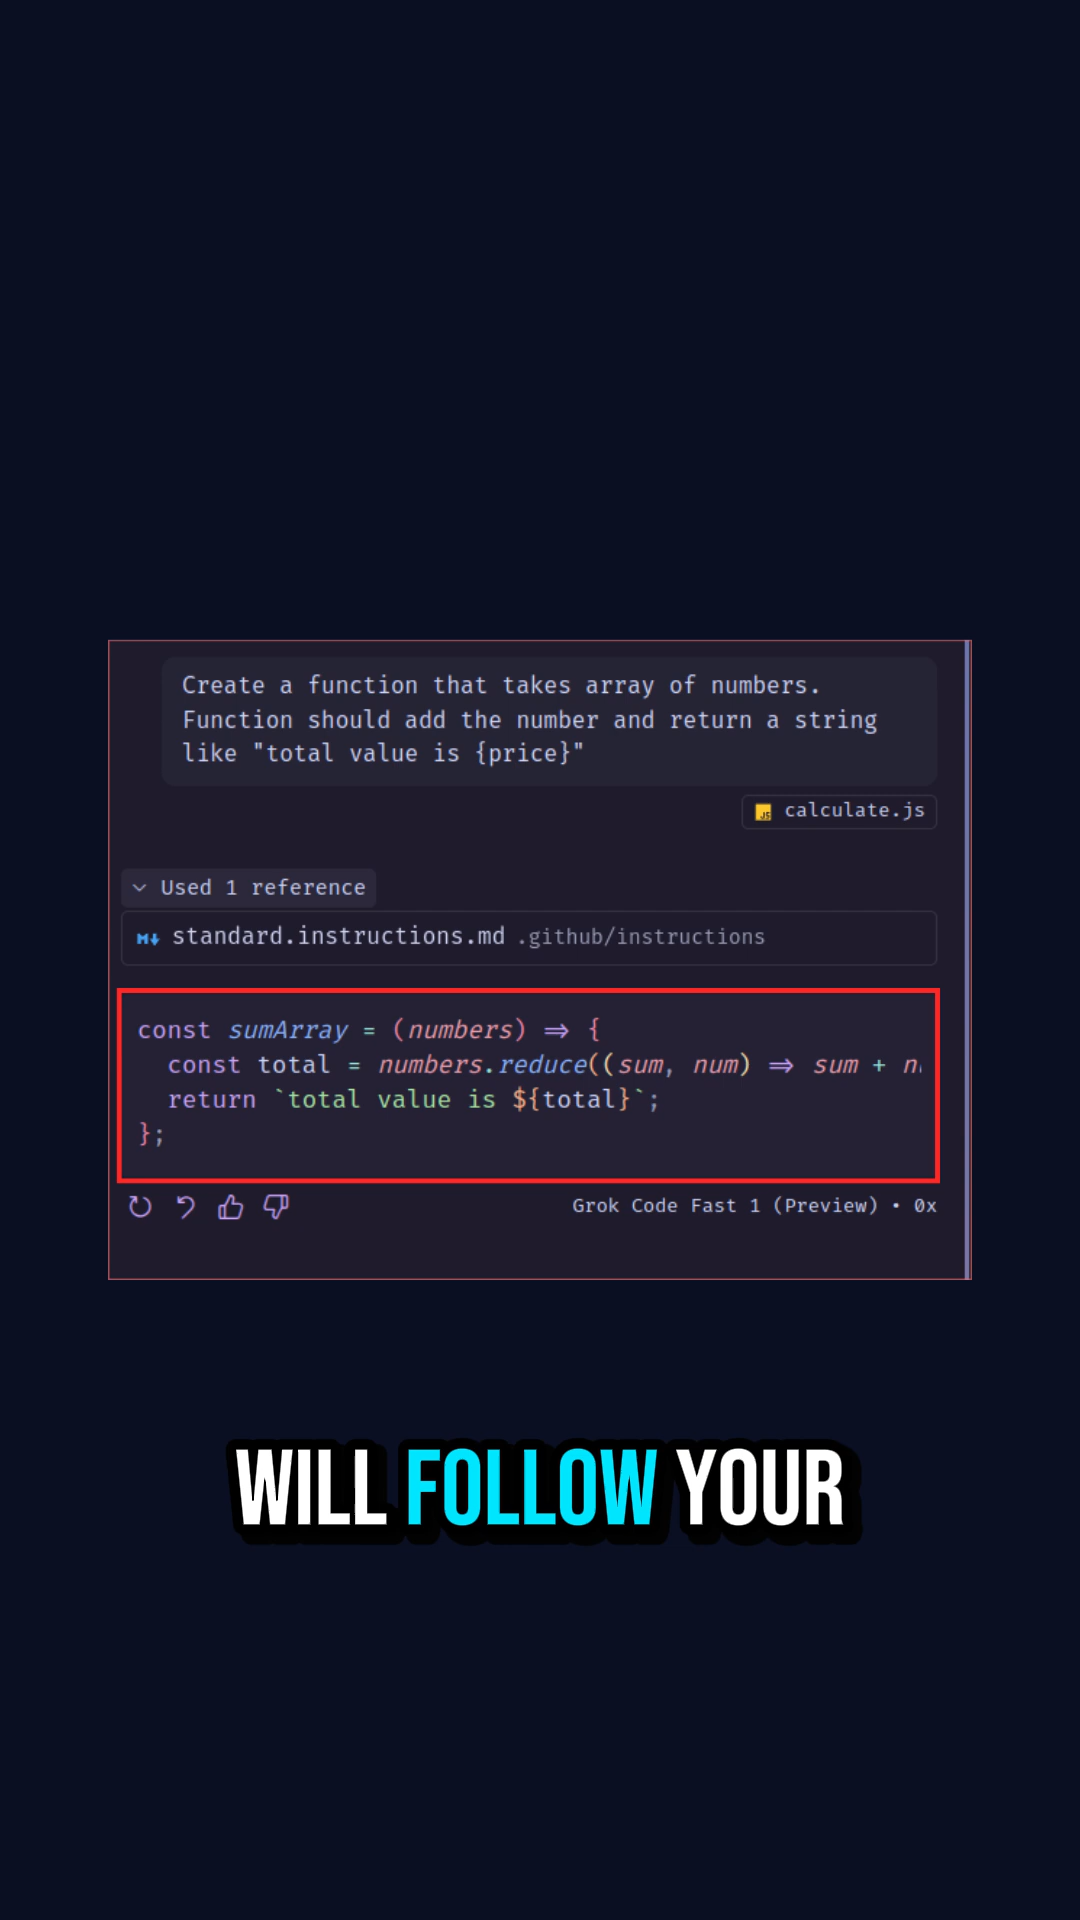 Create a function that takes array of numbers.
Function should add the number and return a string
like "total value is {price}"
JS calculate.js
Used 1 reference
M standard.instructions.md .github/instructions
const sumArray = (numbers) => {
const total = numbers.reduce((sum, num) => sum + n
return `total value is ${total}`;
};
Grok Code Fast 1 (Preview) • 0x
WILL FOLLOW YOUR